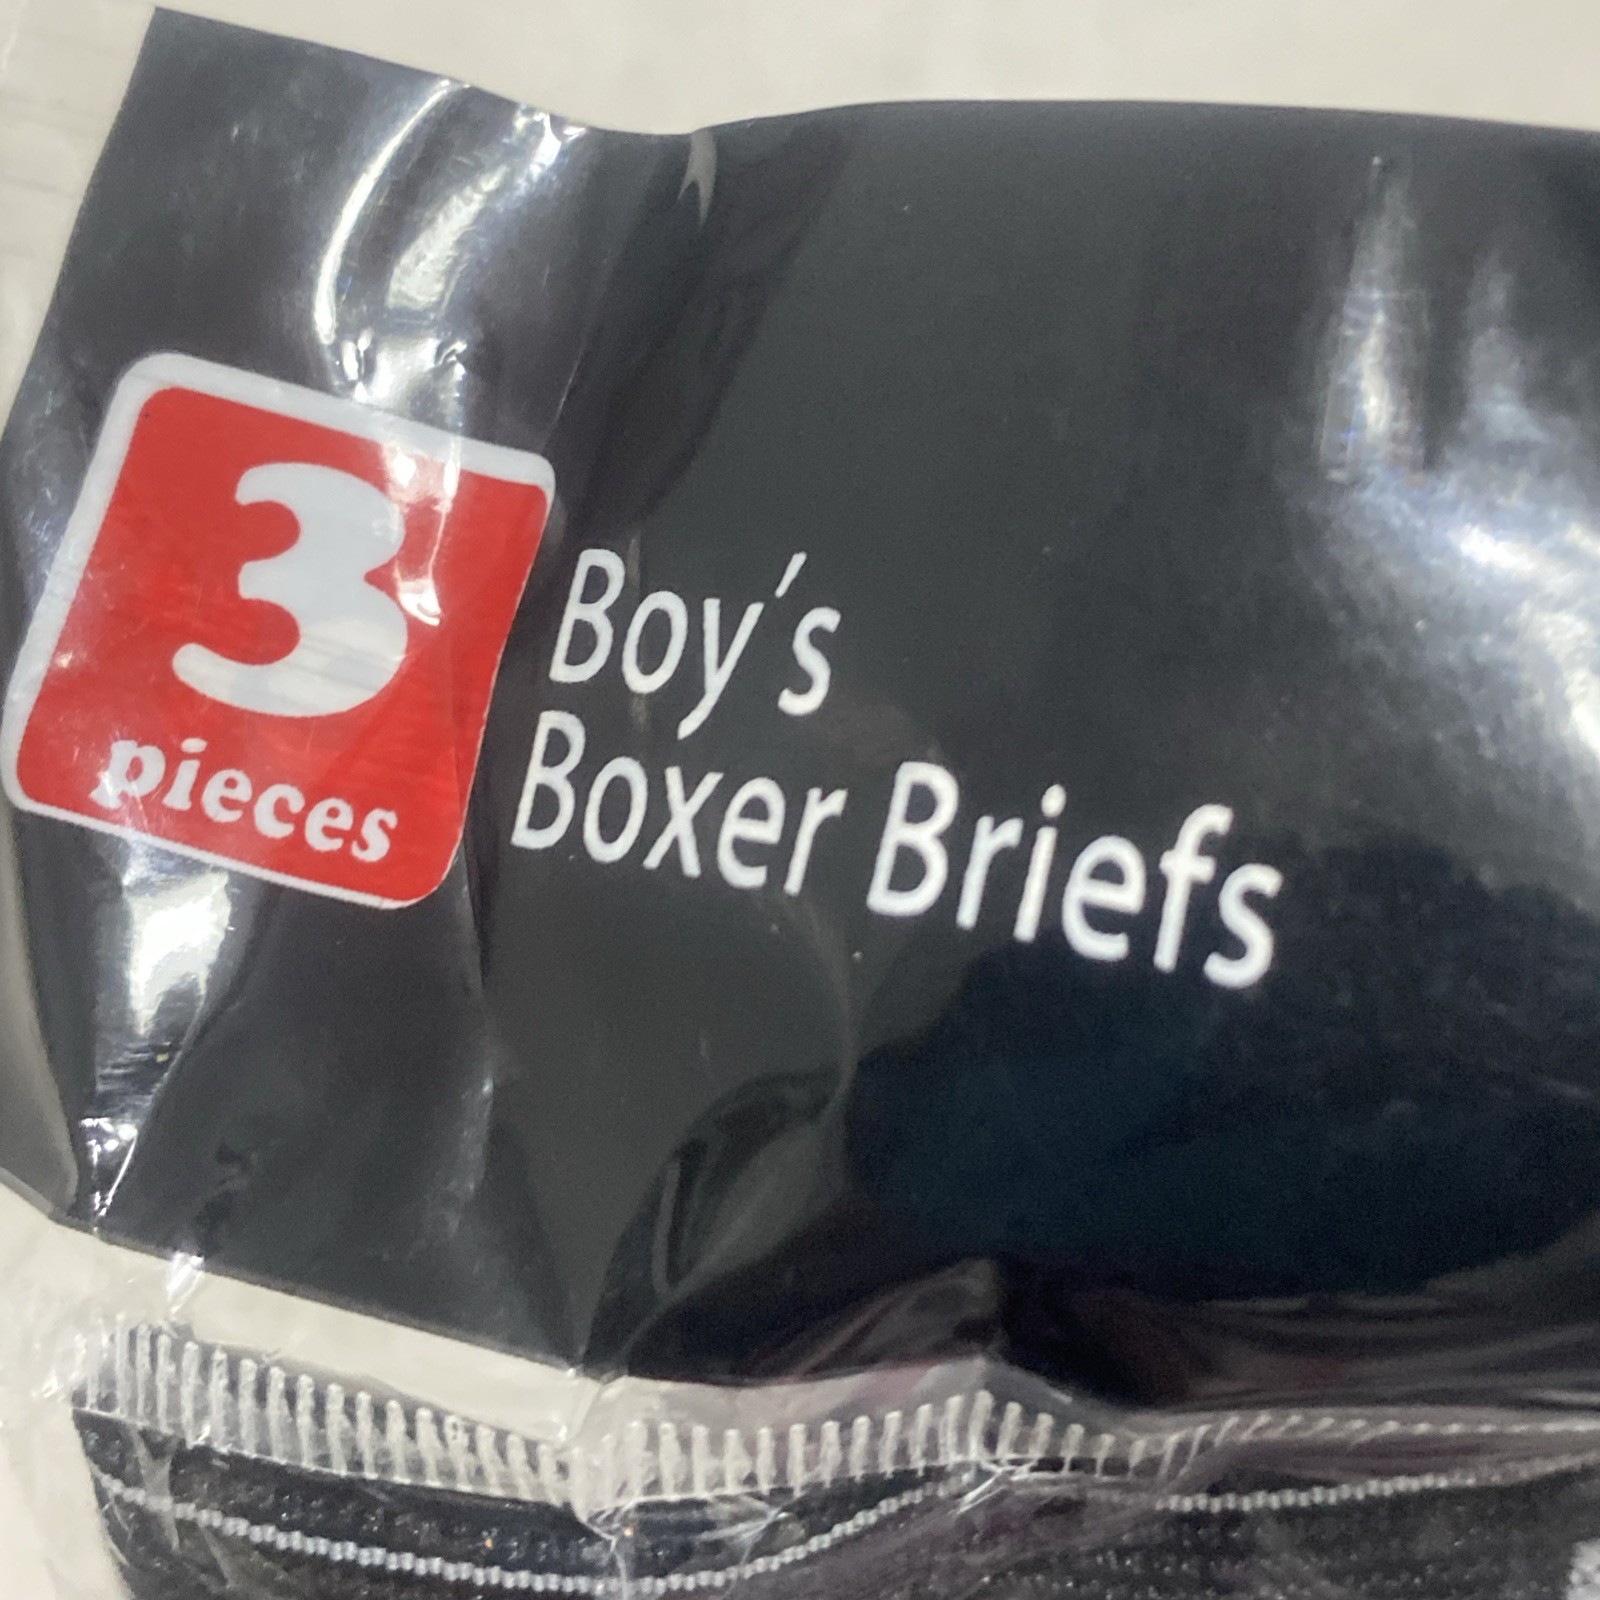 3
pieces
Boy's
Boxer Briefs